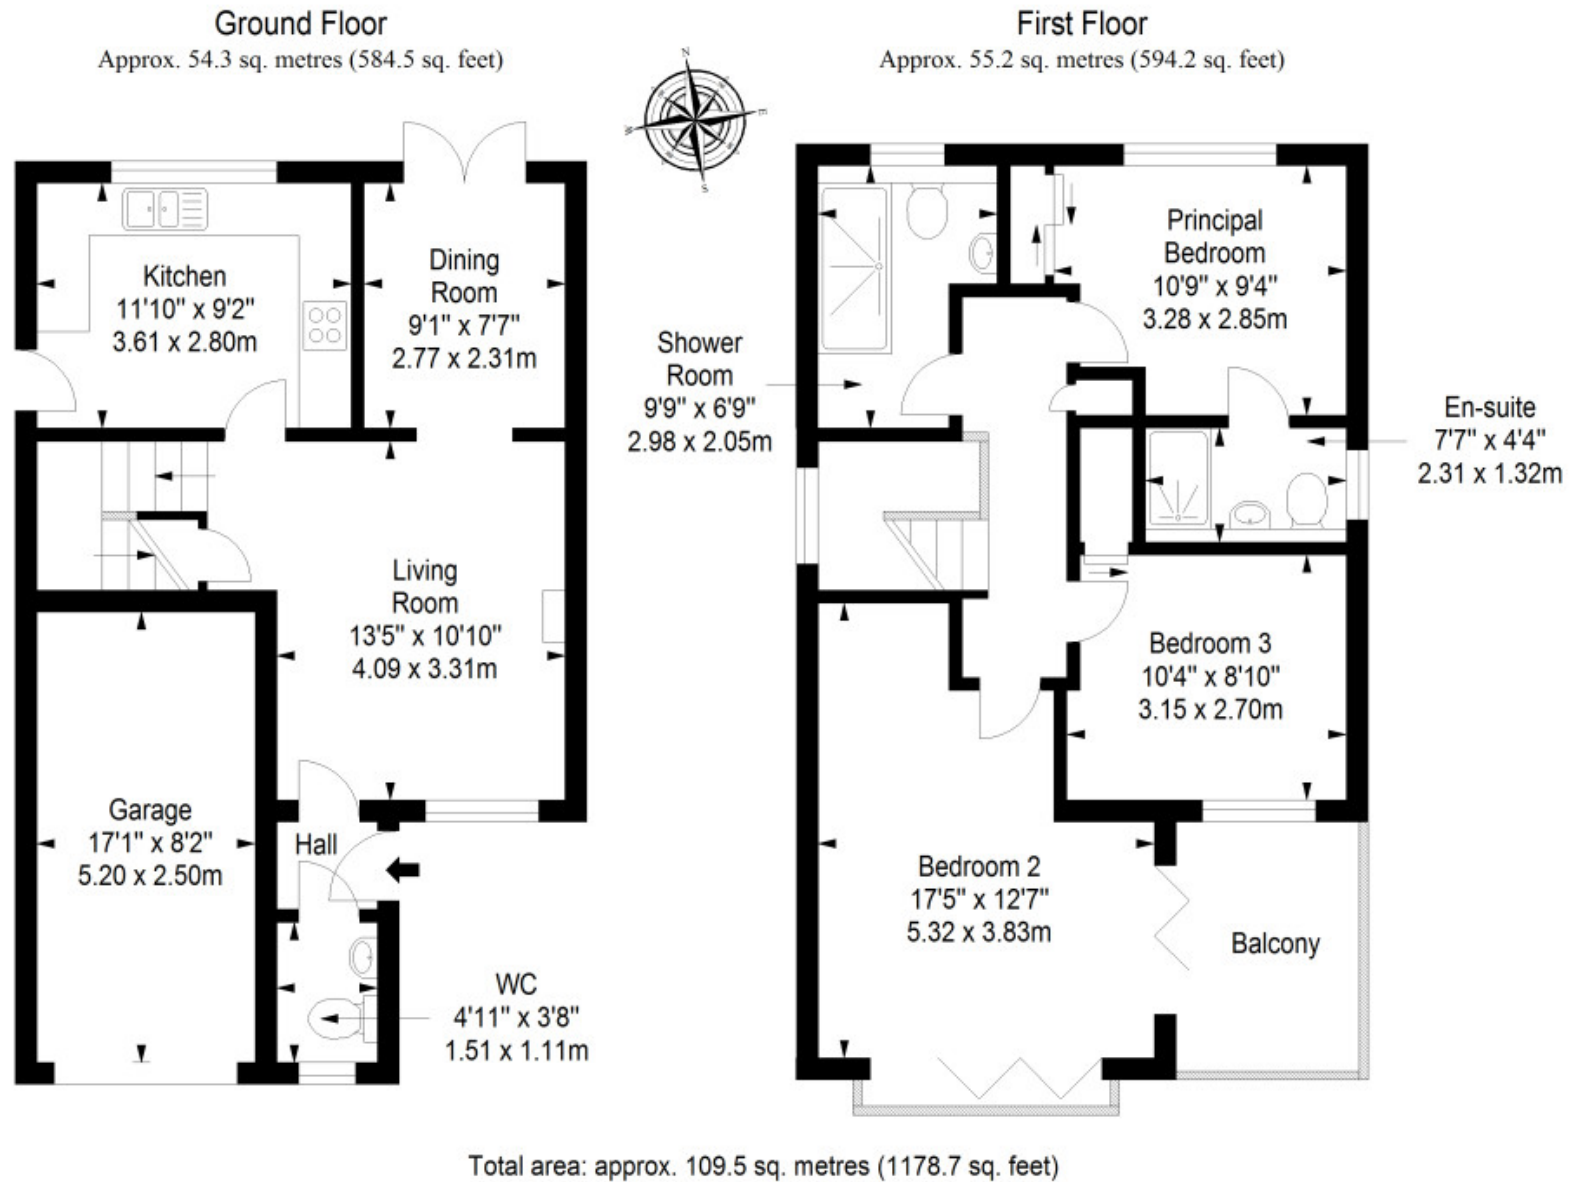 Ground Floor
Approx. 54.3 sq. metres (584.5 sq. feet)
First Floor
Approx. 55.2 sq. metres (594.2 sq. feet)
N
E
S
W
Kitchen
11'10" x 9'2"
3.61 x 2.80m
Dining
Room
9'1" x 7'7"
2.77 x 2.31m
Living
Room
13'5" x 10'10"
4.09 x 3.31m
Garage
17'1" x 8'2"
5.20 x 2.50m
Hall
WC
4'11" x 3'8"
1.51 x 1.11m
Shower
Room
9'9" x 6'9"
2.98 x 2.05m
Principal
Bedroom
10'9" x 9'4"
3.28 x 2.85m
En-suite
7'7" x 4'4"
2.31 x 1.32m
Bedroom 3
10'4" x 8'10"
3.15 x 2.70m
Bedroom 2
17'5" x 12'7"
5.32 x 3.83m
Balcony
Total area: approx. 109.5 sq. metres (1178.7 sq. feet)